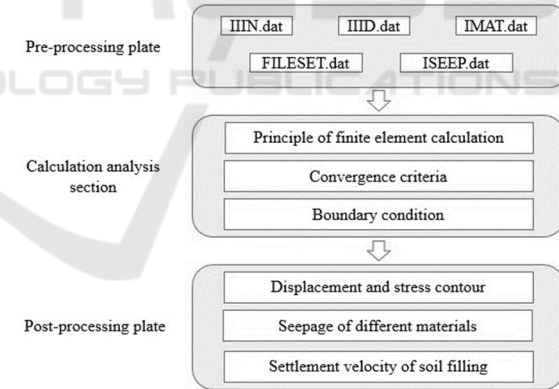 IIIN.dat IIID.dat IMAT.dat
Pre-processing plate
FILESET.dat ISEEP.dat
OLOGY PUBLICATIONS
Principle of finite element calculation
Calculation analysis
section
Convergence criteria
Boundary condition
Displacement and stress contour
Post-processing plate
Seepage of different materials
Settlement velocity of soil filling